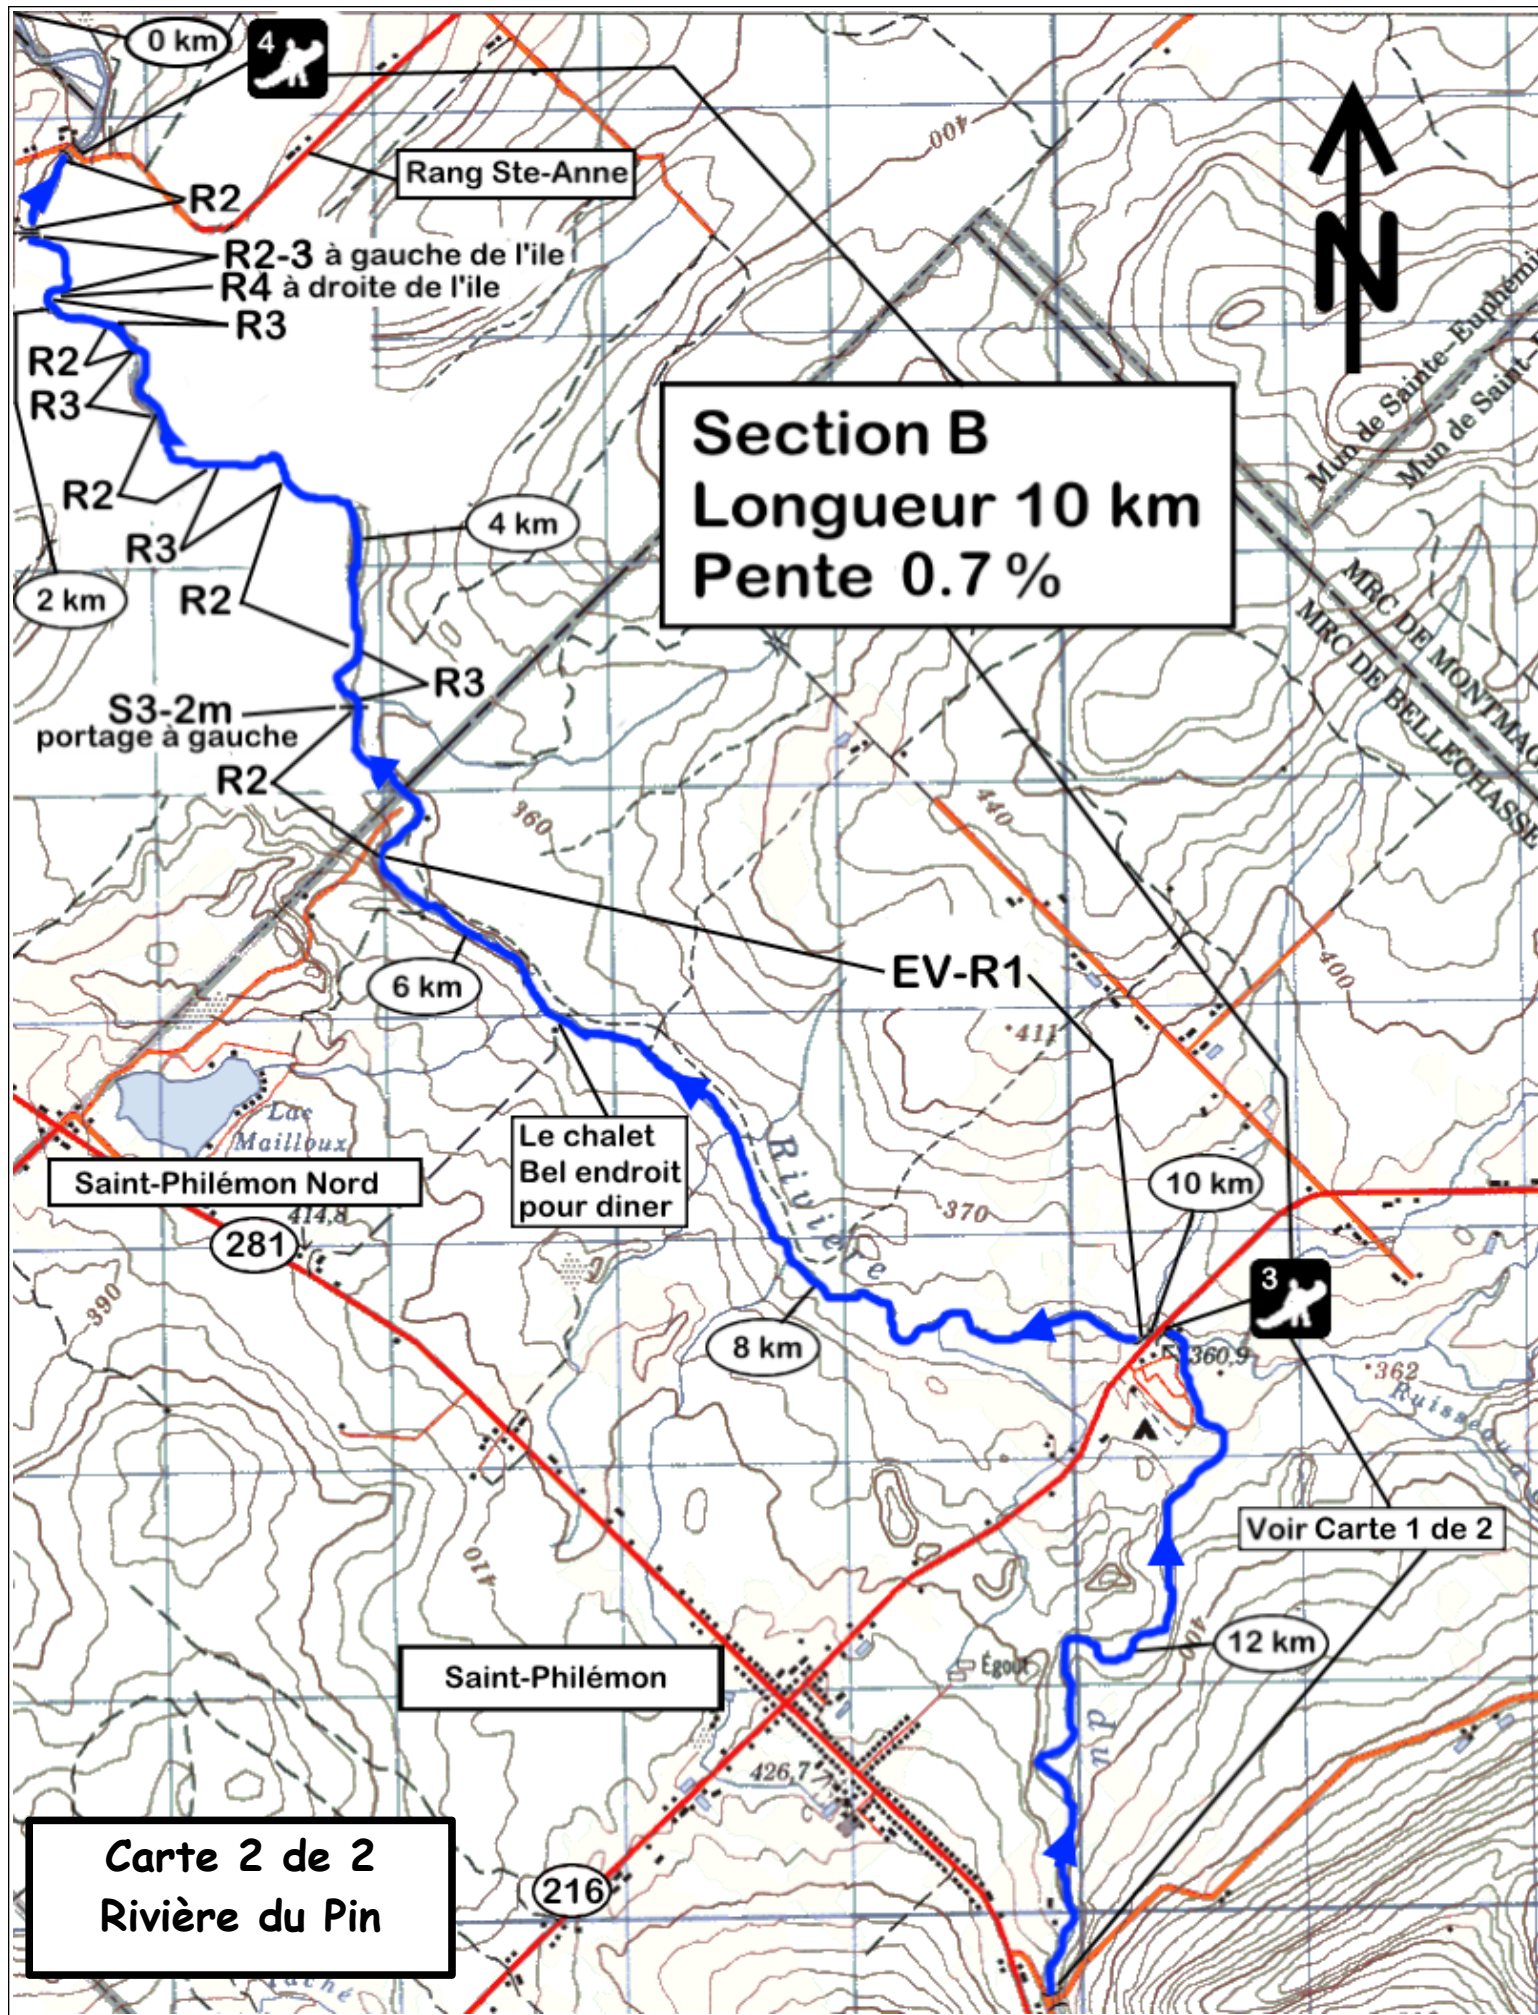 0 km
4
Rang Ste-Anne
400
N
R2
R2-3 à gauche de l'ile
R4 à droite de l'ile
R3
R2
R3
R2
R3
2 km
R2
4 km
Section B
Longueur 10 km
Pente 0.7 %
Mun de Sainte-Euphémi
Mun de Saint-
MRC DE MONTMA
MRC DE BELLECHASSE
R3
S3-2m
portage à gauche
R2
360
440
400
6 km
EV-R1
411
Lac
Mailloux
Le chalet
Bel endroit
pour diner
Saint-Philémon Nord
414,8
281
390
Rivière
370
10 km
3
8 km
360,9
362
Ruisseau
Voir Carte 1 de 2
410
400
12 km
Égout
Saint-Philémon
du
426,7
C
216
Carte 2 de 2
Rivière du Pin
Taché